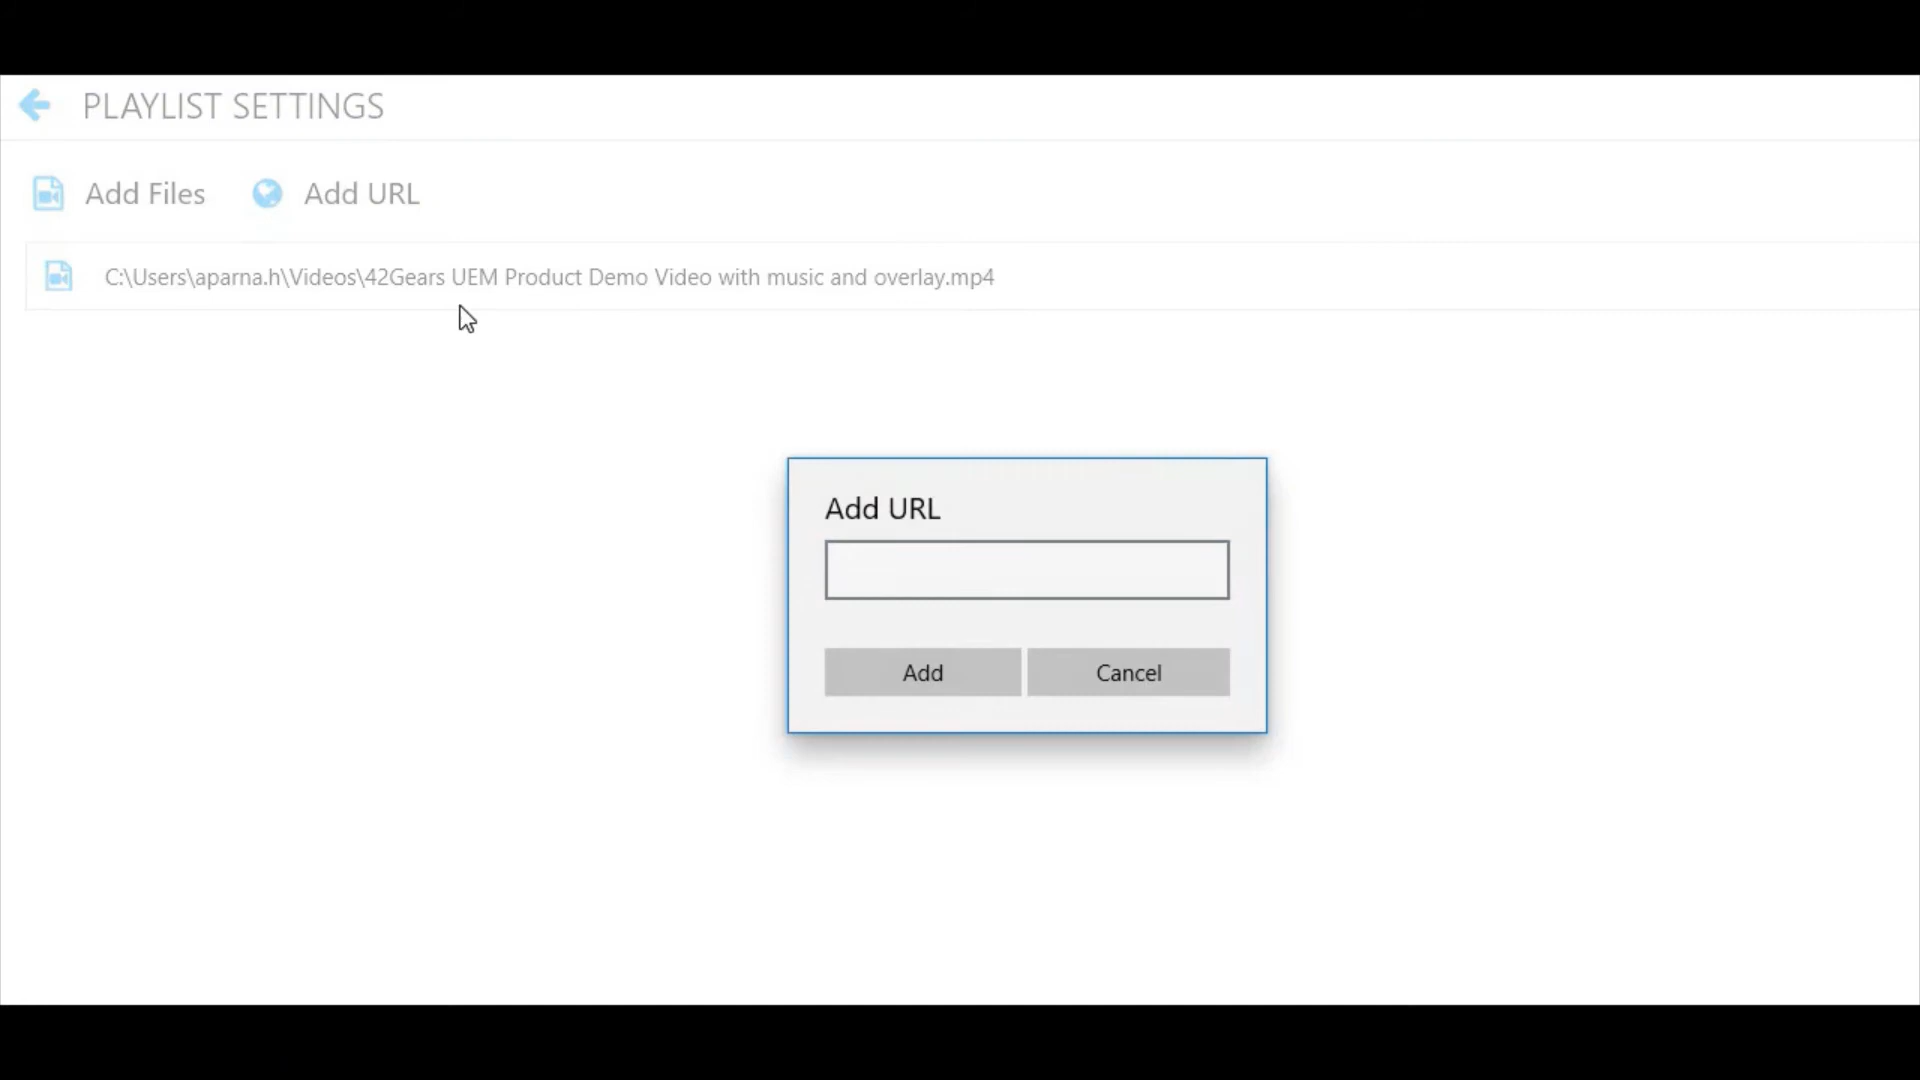 PLAYLIST SETTINGS
Add Files Add URL
C:\Users\aparna.h\Videos\42Gears UEM Product Demo Video with music and overlay.mp4
Add URL
Add Cancel